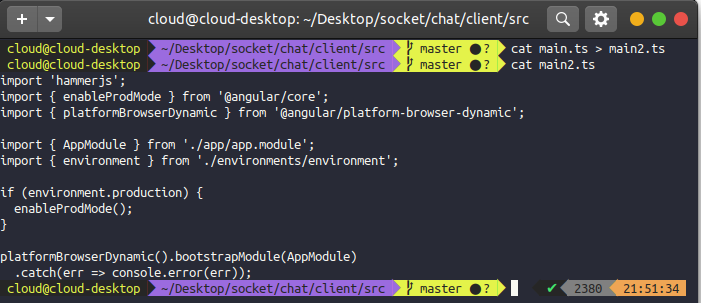 cloud@cloud-desktop: ~/Desktop/socket/chat/client/src
cloud@cloud-desktop ~/Desktop/socket/chat/client/src master ●? cat main.ts > main2.ts
cloud@cloud-desktop ~/Desktop/socket/chat/client/src master ●? cat main2.ts
import 'hammerjs';
import { enableProdMode } from '@angular/core';
import { platformBrowserDynamic } from '@angular/platform-browser-dynamic';
import { AppModule } from './app/app.module';
import { environment } from './environments/environment';
if (environment.production) {
  enableProdMode();
}
platformBrowserDynamic().bootstrapModule(AppModule)
  .catch(err => console.error(err));
cloud@cloud-desktop ~/Desktop/socket/chat/client/src master ●? ✔ 2380 21:51:34